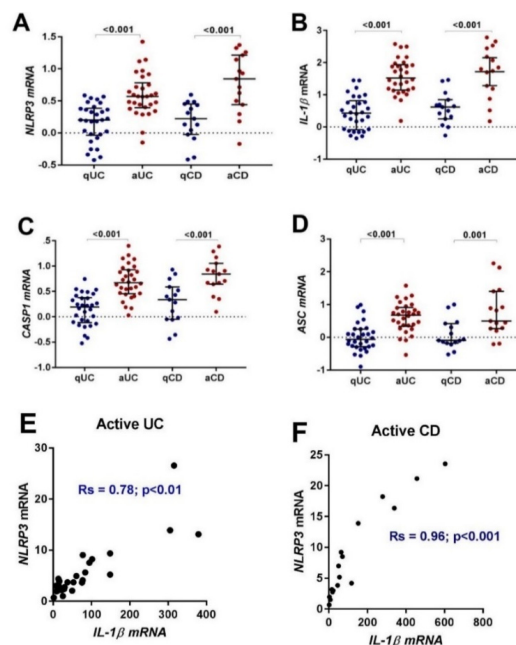 A
<0.001 <0.001
NLRP3 mRNA
1.5
1.0
0.5
0.0
0.5
qUC aUC qCD aCD
B
<0.001 <0.001
IL-1β mRNA
3
2
1
0
-1
qUC aUC qCD aCD
C
<0.001 <0.001
CASP1 mRNA
1.5
1.0
0.5
0.0
-0.5
-1.0
qUC aUC qCD aCD
D
<0.001 0.001
ASC mRNA
3
2
1
0
-1
qUC aUC qCD aCD
E
Active UC
Rs = 0.78; p<0.01
NLRP3 mRNA
30
20
10
0
0 100 200 300 400
IL-1β mRNA
F
Active CD
Rs = 0.96; p<0.001
NLRP3 mRNA
25
20
15
10
5
0
0 200 400 600 800
IL-1β mRNA